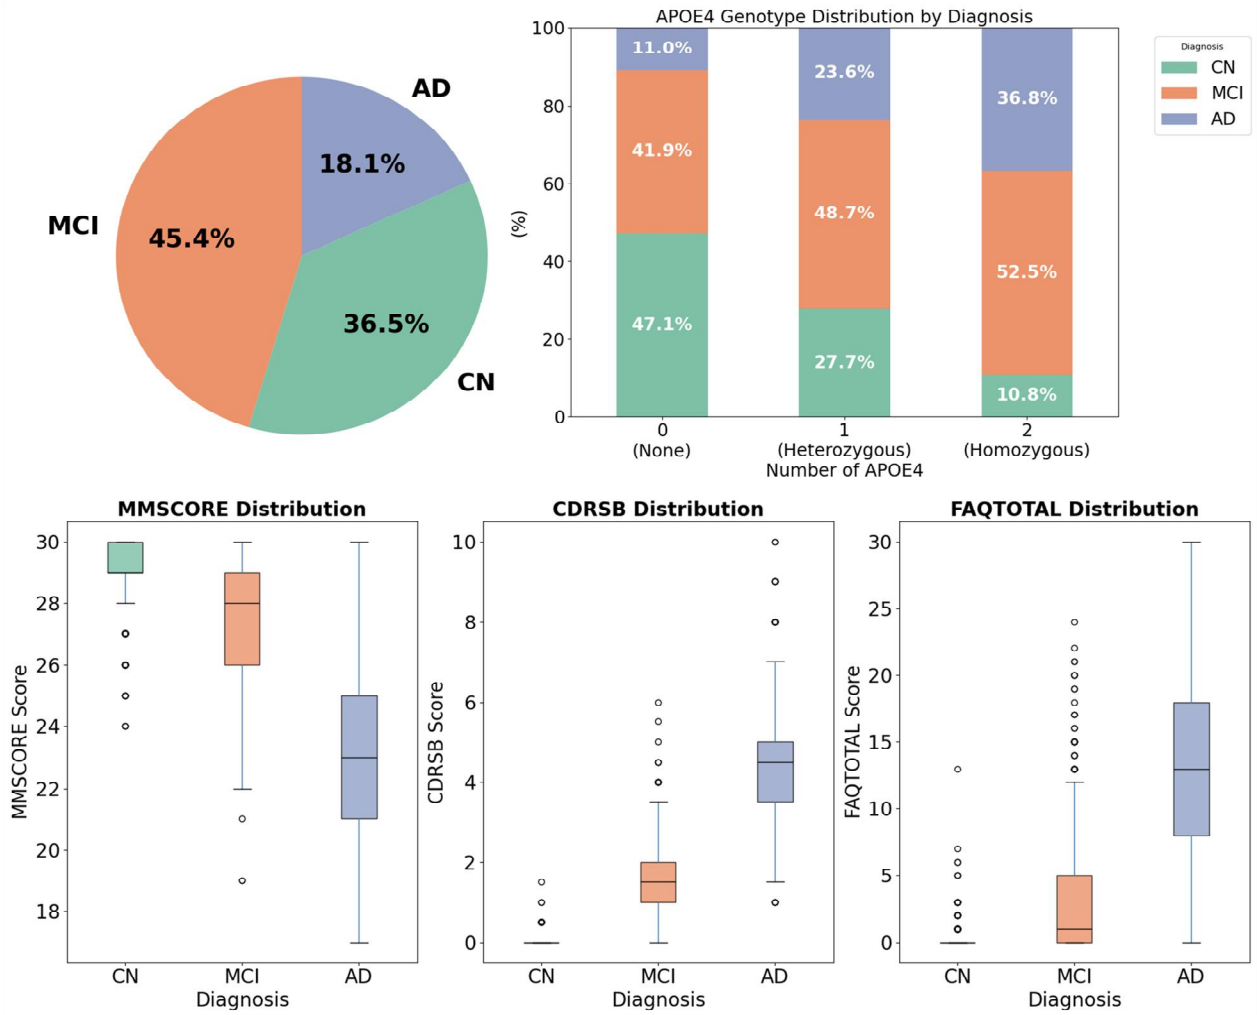 AD
18.1%
MCI
45.4%
36.5%
CN
APOE4 Genotype Distribution by Diagnosis
(%)
100
80
60
40
20
0
11.0%
41.9%
47.1%
23.6%
48.7%
27.7%
36.8%
52.5%
10.8%
0 1 2
(None) (Heterozygous) (Homozygous)
Number of APOE4
Diagnosis
CN
MCI
AD
MMSCORE Distribution
MMSCORE Score
30
28
26
24
22
20
18
CN MCI AD
Diagnosis
CDRSB Distribution
CDRSB Score
10
8
6
4
2
0
CN MCI AD
Diagnosis
FAQTOTAL Distribution
FAQTOTAL Score
30
25
20
15
10
5
0
CN MCI AD
Diagnosis